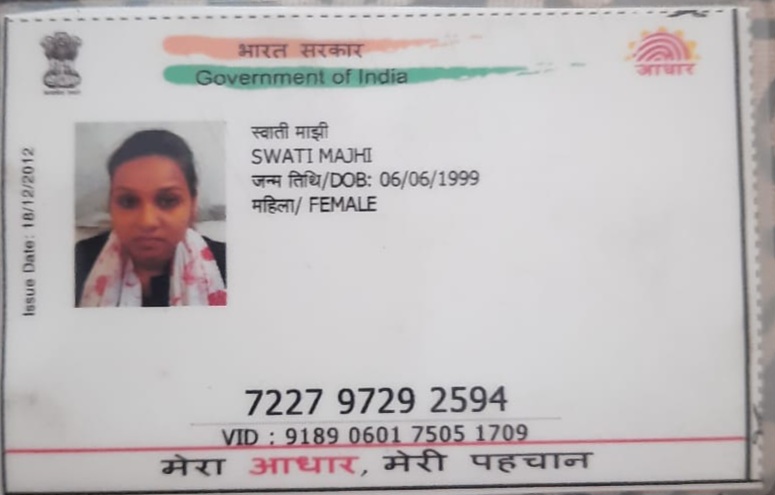 भारत सरकार
Government of India
आधार
Issue Date: 18/12/2012
स्वाती माझी
SWATI MAJHI
जन्म तिथि/DOB: 06/06/1999
महिला/ FEMALE
7227 9729 2594
VID : 9189 0601 7505 1709
मेरा आधार, मेरी पहचान